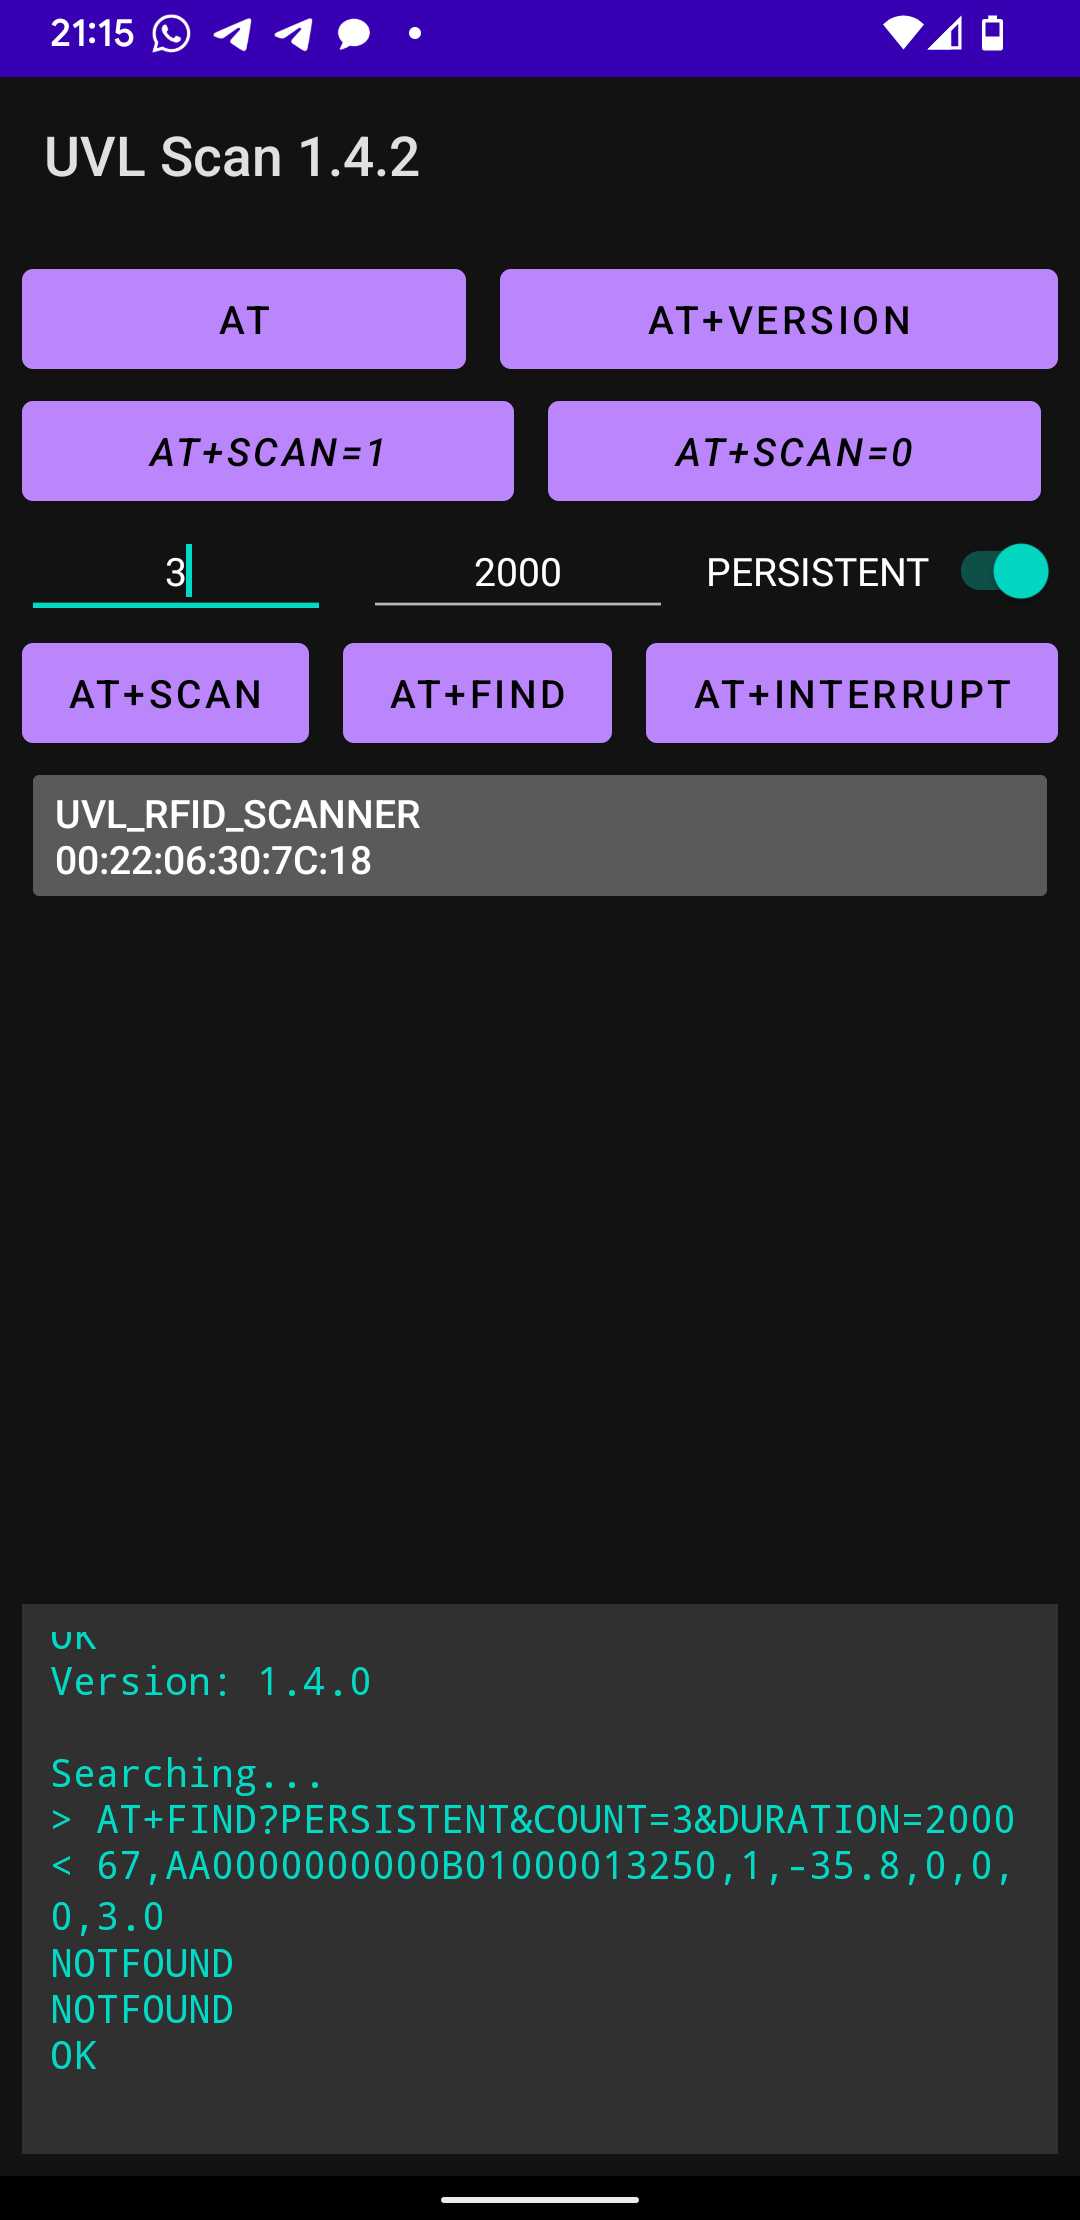 21:15
UVL Scan 1.4.2
AT
AT+VERSION
AT+SCAN=1
AT+SCAN=0
3
2000
PERSISTENT
AT+SCAN
AT+FIND
AT+INTERRUPT
UVL_RFID_SCANNER
00:22:06:30:7C:18
OK
Version: 1.4.0
Searching...
> AT+FIND?PERSISTENT&COUNT=3&DURATION=2000
< 67,AA0000000000B01000013250,1,-35.8,0,0,
0,3.0
NOTFOUND
NOTFOUND
OK